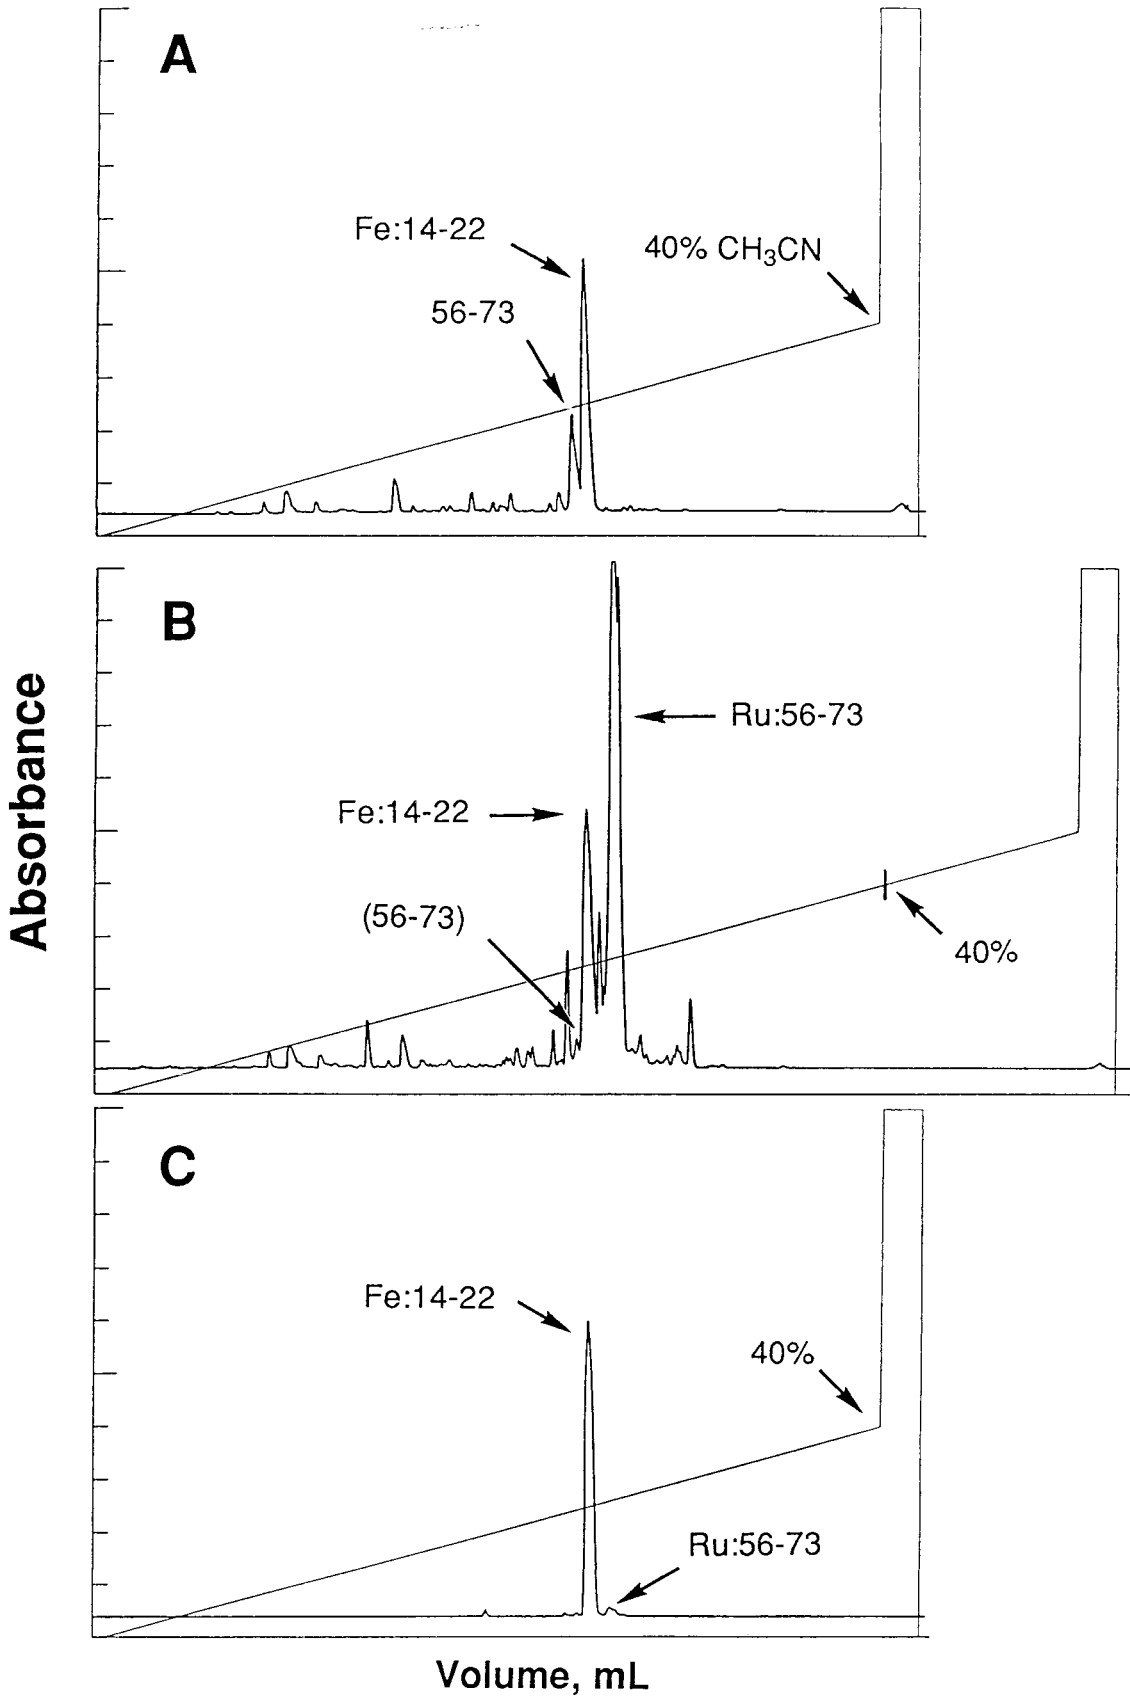 A
Fe:14-22
40% CH₃CN
56-73
B
Ru:56-73
Fe:14-22
(56-73)
40%
Absorbance
C
Fe:14-22
40%
Ru:56-73
Volume, mL